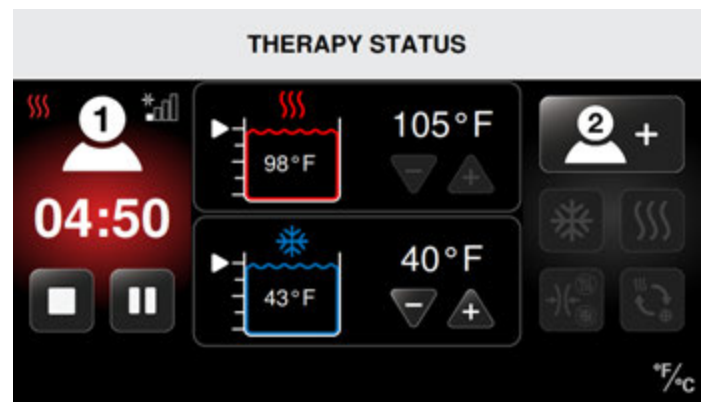 THERAPY STATUS
1
04:50
98°F
105°F
43°F
40°F
2 +
°F/°C